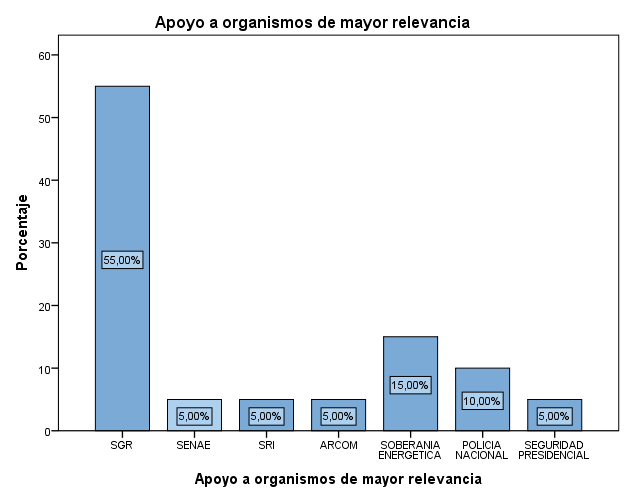 Apoyo a organismos de mayor relevancia
Porcentaje
60
50
40
30
20
10
0
55,00%
5,00%
5,00%
5,00%
15,00%
10,00%
5,00%
SGR
SENAE
SRI
ARCOM
SOBERANIA
ENERGETICA
POLICIA
NACIONAL
SEGURIDAD
PRESIDENCIAL
Apoyo a organismos de mayor relevancia